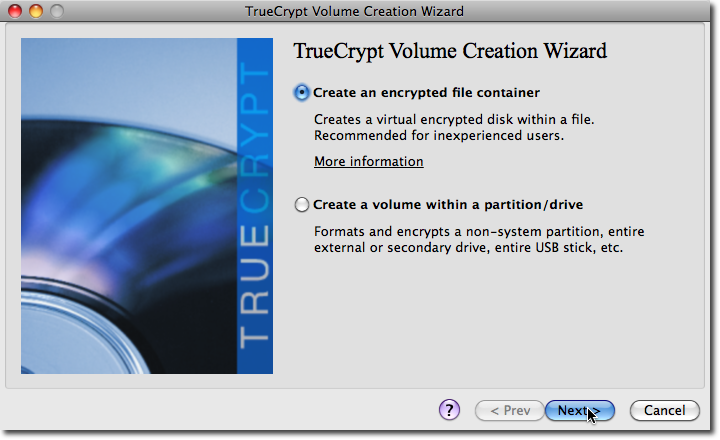 TrueCrypt Volume Creation Wizard
TRUECRYPT
TrueCrypt Volume Creation Wizard
Create an encrypted file container
Creates a virtual encrypted disk within a file.
Recommended for inexperienced users.
More information
Create a volume within a partition/drive
Formats and encrypts a non-system partition, entire
external or secondary drive, entire USB stick, etc.
?
< Prev
Next >
Cancel